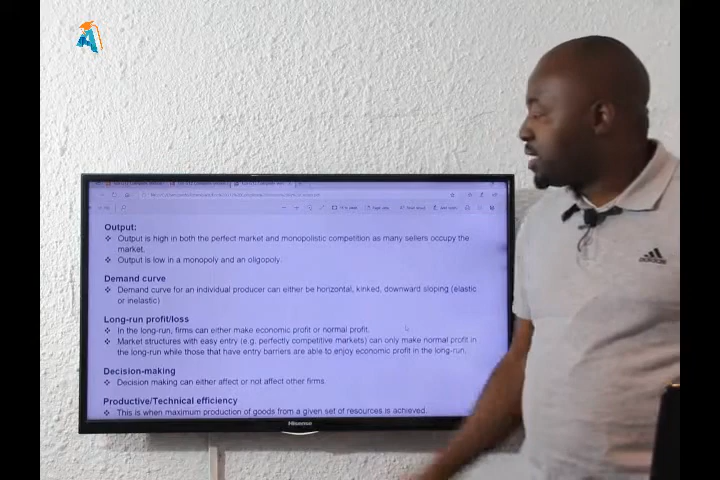 Output:
❖ Output is high in both the perfect market and monopolistic competition as many sellers occupy the
market.
❖ Output is low in a monopoly and an oligopoly.
Demand curve
❖ Demand curve for an individual producer can either be horizontal, kinked, downward sloping (elastic
or inelastic)
Long-run profit/loss
❖ In the long-run, firms can either make economic profit or normal profit.
❖ Market structures with easy entry (e.g. perfectly competitive markets) can only make normal profit in
the long-run while those that have entry barriers are able to enjoy economic profit in the long-run.
Decision-making
❖ Decision making can either affect or not affect other firms.
Productive/Technical efficiency
❖ This is when maximum production of goods from a given set of resources is achieved.
Hisense
adidas